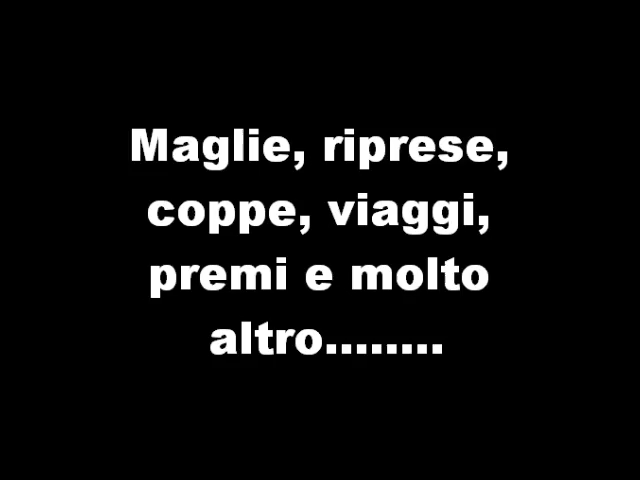 Maglie, riprese,
coppe, viaggi,
premi e molto
altro........